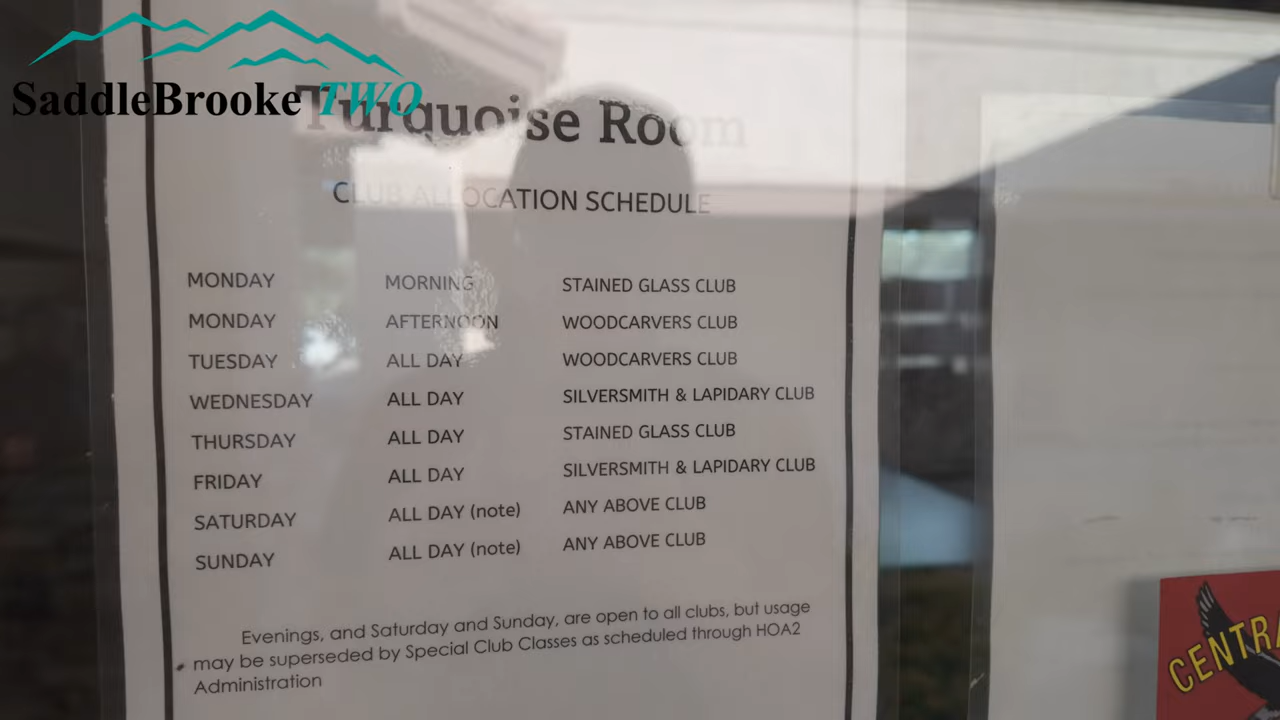 SaddleBrooke TWO
Turquoise Room
CLUB ALLOCATION SCHEDULE
MONDAY MORNING STAINED GLASS CLUB
MONDAY AFTERNOON WOODCARVERS CLUB
TUESDAY ALL DAY WOODCARVERS CLUB
WEDNESDAY ALL DAY SILVERSMITH & LAPIDARY CLUB
THURSDAY ALL DAY STAINED GLASS CLUB
FRIDAY ALL DAY SILVERSMITH & LAPIDARY CLUB
SATURDAY ALL DAY (note) ANY ABOVE CLUB
SUNDAY ALL DAY (note) ANY ABOVE CLUB
Evenings, and Saturday and Sunday, are open to all clubs, but usage
may be superseded by Special Club Classes as scheduled through HOA2
Administration